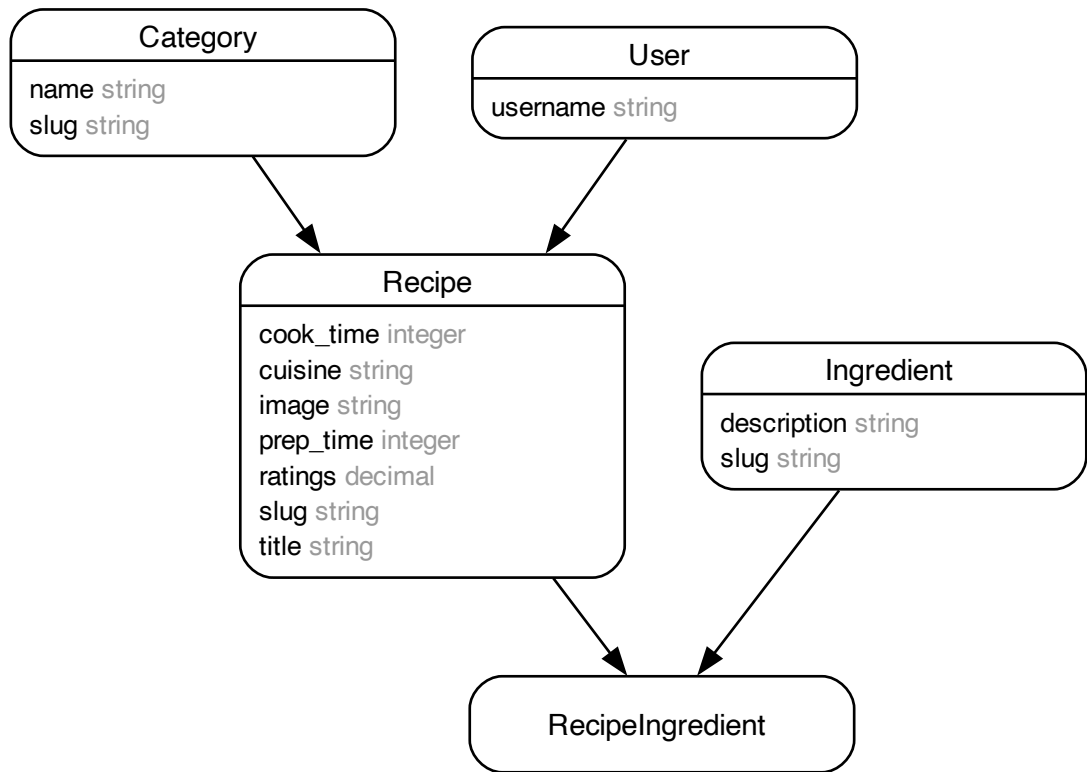 Category
name string
slug string
User
username string
Recipe
cook_time integer
cuisine string
image string
prep_time integer
ratings decimal
slug string
title string
Ingredient
description string
slug string
RecipeIngredient